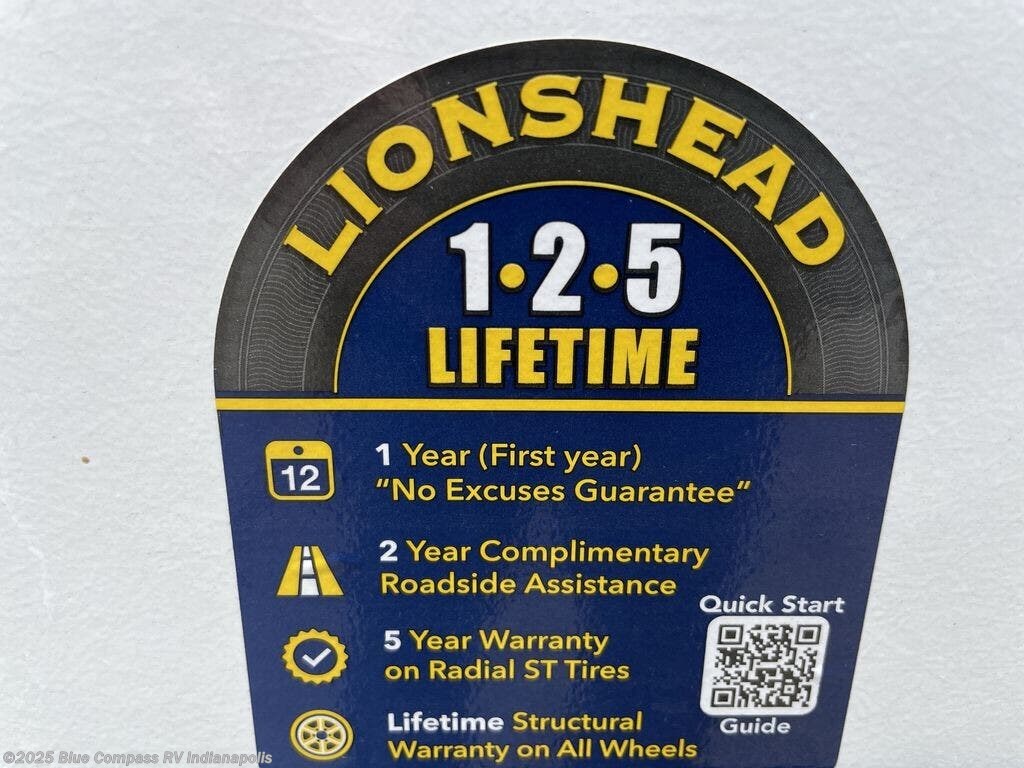 LIONSHEAD
1•2•5
LIFETIME
12
1 Year (First year)
"No Excuses Guarantee"
2 Year Complimentary
Roadside Assistance
5 Year Warranty
on Radial ST Tires
Lifetime Structural
Warranty on All Wheels
Quick Start
Guide
©2025 Blue Compass RV Indianapolis